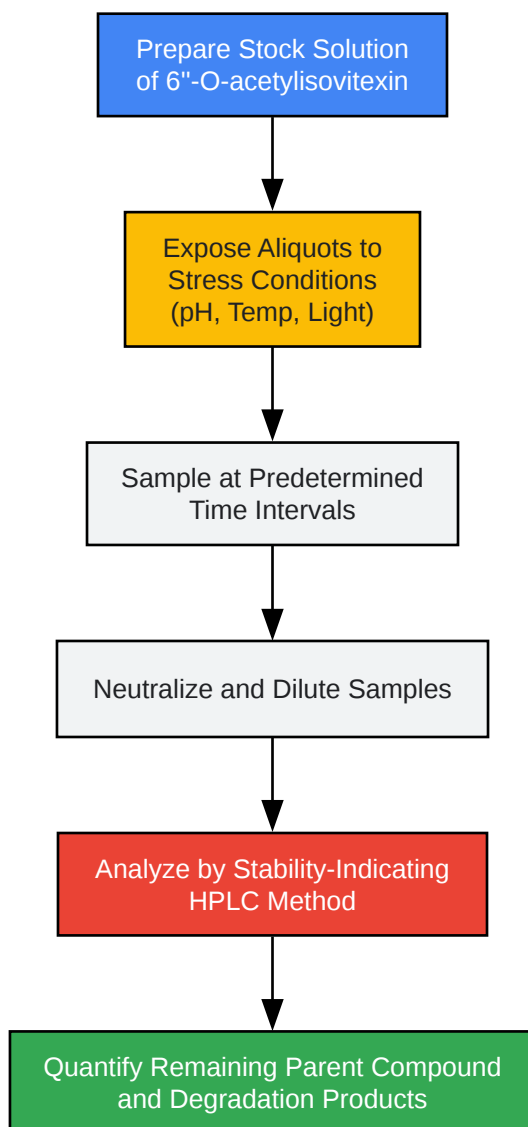 Prepare Stock Solution
of 6''-O-acetylisovitexin
Expose Aliquots to
Stress Conditions
(pH, Temp, Light)
Sample at Predetermined
Time Intervals
Neutralize and Dilute Samples
Analyze by Stability-Indicating
HPLC Method
Quantify Remaining Parent Compound
and Degradation Products